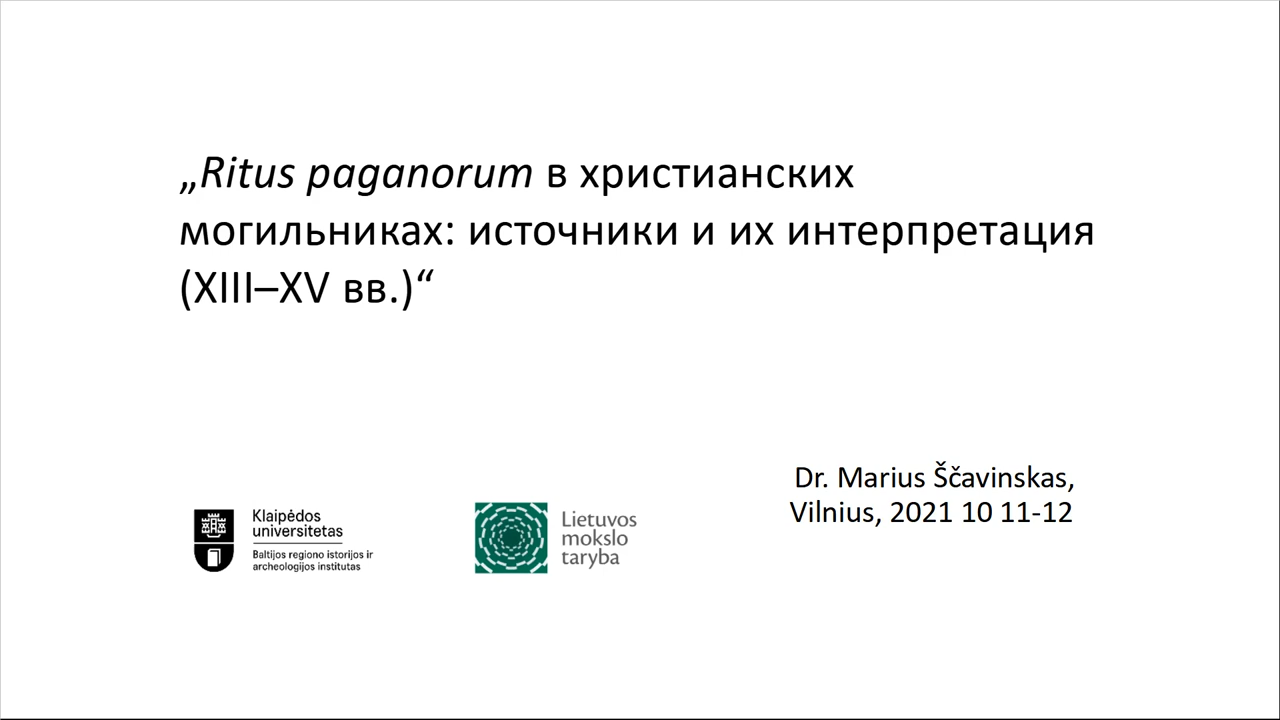 „Ritus paganorum в христианских
могильниках: источники и их интерпретация
(XIII–XV вв.)“
Dr. Marius Ščavinskas,
Vilnius, 2021 10 11-12
Klaipėdos
universitetas
Baltijos regiono istorijos ir
archeologijos institutas
Lietuvos
mokslo
taryba